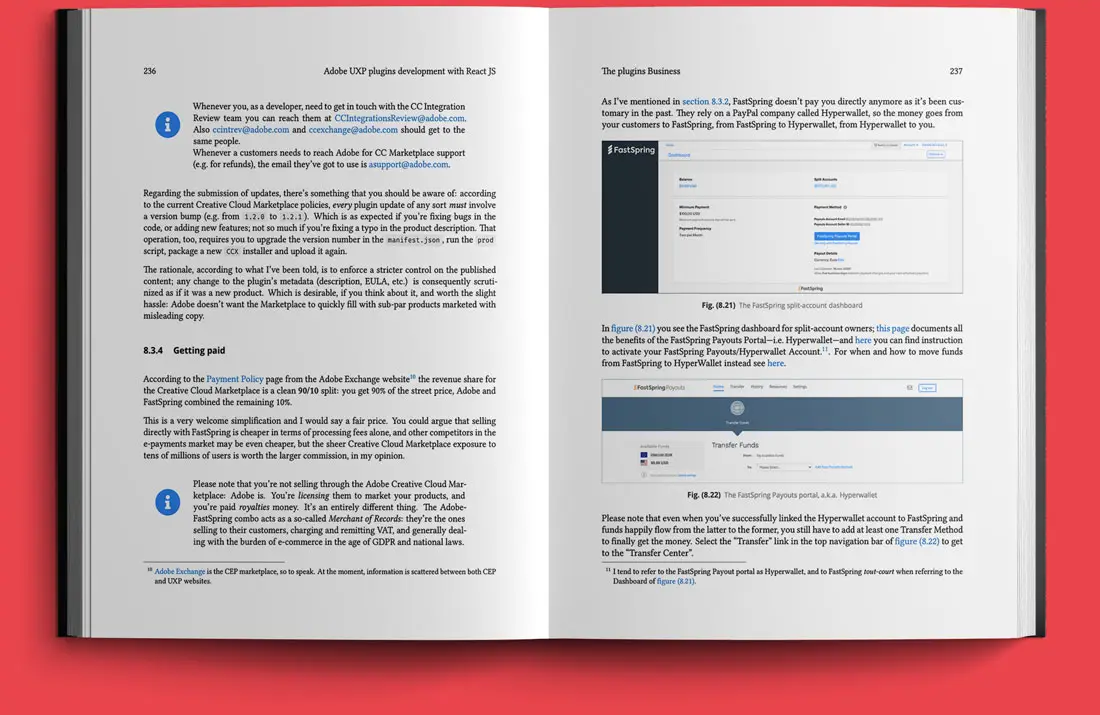 236
Adobe UXP plugins development with React JS
Whenever you, as a developer, need to get in touch with the CC Integration
Review team you can reach them at CCIntegrationsReview@adobe.com.
Also ccintrev@adobe.com and ccexchange@adobe.com should get to the
same people.
Whenever a customers needs to reach Adobe for CC Marketplace support
(e.g. for refunds), the email they've got to use is asupport@adobe.com.
Regarding the submission of updates, there's something that you should be aware of: according
to the current Creative Cloud Marketplace policies, every plugin update of any sort must involve
a version bump (e.g. from 1.2.0 to 1.2.1). Which is as expected if you're fixing bugs in the
code, or adding new features; not so much if you're fixing a typo in the product description. That
operation, too, requires you to upgrade the version number in the manifest.json, run the prod
script, package a new CCX installer and upload it again.
The rationale, according to what I've been told, is to enforce a stricter control on the published
content; any change to the plugin's metadata (description, EULA, etc.) is consequently scruti-
nized as if it was a new product. Which is desirable, if you think about it, and worth the slight
hassle: Adobe doesn't want the Marketplace to quickly fill with sub-par products marketed with
misleading copy.
8.3.4 Getting paid
According to the Payment Policy page from the Adobe Exchange website10 the revenue share for
the Creative Cloud Marketplace is a clean 90/10 split: you get 90% of the street price, Adobe and
FastSpring combined the remaining 10%.
This is a very welcome simplification and I would say a fair price. You could argue that selling
directly with FastSpring is cheaper in terms of processing fees alone, and other competitors in the
e-payments market may be even cheaper, but the sheer Creative Cloud Marketplace exposure to
tens of millions of users is worth the larger commission, in my opinion.
Please note that you're not selling through the Adobe Creative Cloud Mar-
ketplace: Adobe is. You're licensing them to market your products, and
you're paid royalties money. It's an entirely different thing. The Adobe-
FastSpring combo acts as a so-called Merchant of Records: they're the ones
selling to their customers, charging and remitting VAT, and generally deal-
ing with the burden of e-commerce in the age of GDPR and national laws.
10 Adobe Exchange is the CEP marketplace, so to speak. At the moment, information is scattered between both CEP
and UXP websites.
The plugins Business
237
As I've mentioned in section 8.3.2, FastSpring doesn't pay you directly anymore as it's been cus-
tomary in the past. They rely on a PayPal company called Hyperwallet, so the money goes from
your customers to FastSpring, from FastSpring to Hyperwallet, from Hyperwallet to you.
FastSpring
Dashboard
Balance
Split Accounts
Minimum Payment
Payment Method
Payment Frequency
FastSpring Payouts Portal
Payout Details
FastSpring
Fig. (8.21) The FastSpring split-account dashboard
In figure (8.21) you see the FastSpring dashboard for split-account owners; this page documents all
the benefits of the FastSpring Payouts Portal—i.e. Hyperwallet—and here you can find instruction
to activate your FastSpring Payouts/Hyperwallet Account.11. For when and how to move funds
from FastSpring to HyperWallet instead see here.
FastSpring Payouts
Home Transfer History Resources Settings
Transfer Funds
Available Funds
Transfer Funds
Fig. (8.22) The FastSpring Payouts portal, a.k.a. Hyperwallet
Please note that even when you've successfully linked the Hyperwallet account to FastSpring and
funds happily flow from the latter to the former, you still have to add at least one Transfer Method
to finally get the money. Select the "Transfer" link in the top navigation bar of figure (8.22) to get
to the "Transfer Center".
11 I tend to refer to the FastSpring Payout portal as Hyperwallet, and to FastSpring tout-court when referring to the
Dashboard of figure (8.21).